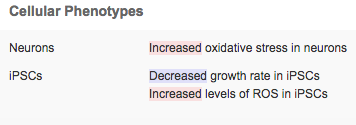 Cellular Phenotypes
Neurons Increased oxidative stress in neurons
iPSCs Decreased growth rate in iPSCs
Increased levels of ROS in iPSCs